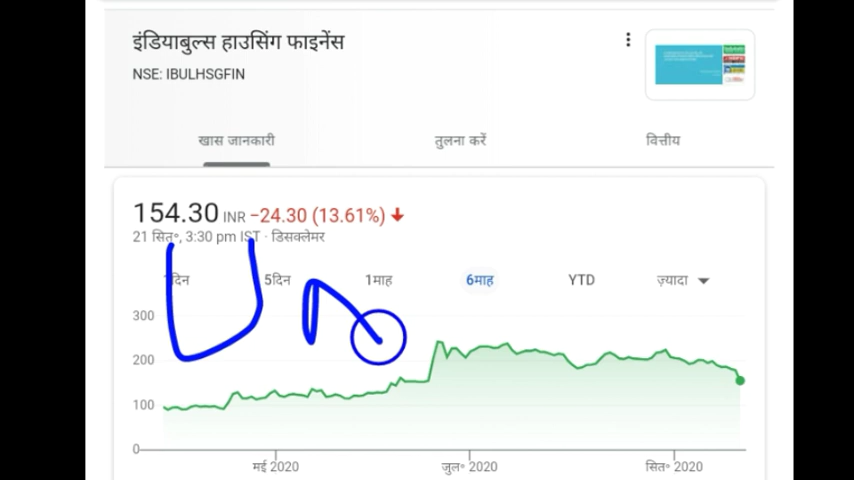 इंडियाबुल्स हाउसिंग फाइनेंस
NSE: IBULHSGFIN
खास जानकारी तुलना करें वित्तीय
154.30 INR −24.30 (13.61%)
21 सित॰, 3:30 pm IST · डिसक्लेमर
दिन 5दिन 1माह 6माह YTD ज़्यादा
300
200
100
0
मई 2020 जुल॰ 2020 सित॰ 2020